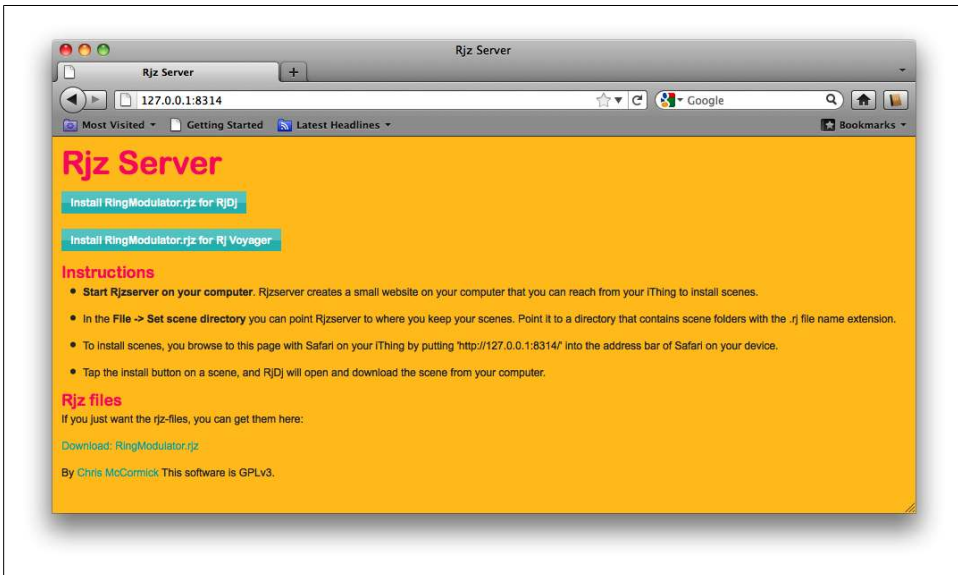 Rjz Server
Rjz Server
127.0.0.1:8314
Google
Most Visited
Getting Started
Latest Headlines
Bookmarks
Rjz Server
Install RingModulator.rjz for RjDj
Install RingModulator.rjz for Rj Voyager
Instructions
Start Rjzserver on your computer. Rjzserver creates a small website on your computer that you can reach from your iThing to install scenes.
In the File -> Set scene directory you can point Rjzserver to where you keep your scenes. Point it to a directory that contains scene folders with the .rj file name extension.
To install scenes, you browse to this page with Safari on your iThing by putting 'http://127.0.0.1:8314/' into the address bar of Safari on your device.
Tap the install button on a scene, and RjDj will open and download the scene from your computer.
Rjz files
If you just want the rjz-files, you can get them here:
Download: RingModulator.rjz
By Chris McCormick This software is GPLv3.